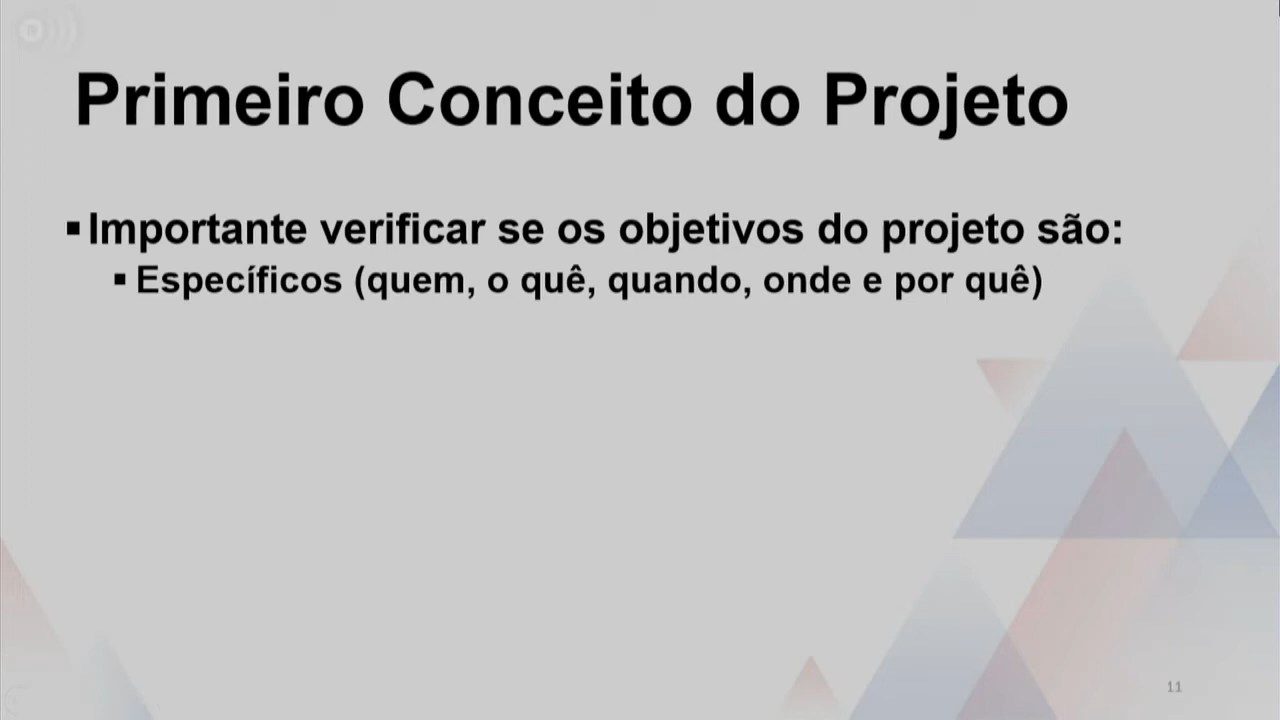 Primeiro Conceito do Projeto
▪Importante verificar se os objetivos do projeto são:
▪Específicos (quem, o quê, quando, onde e por quê)
11